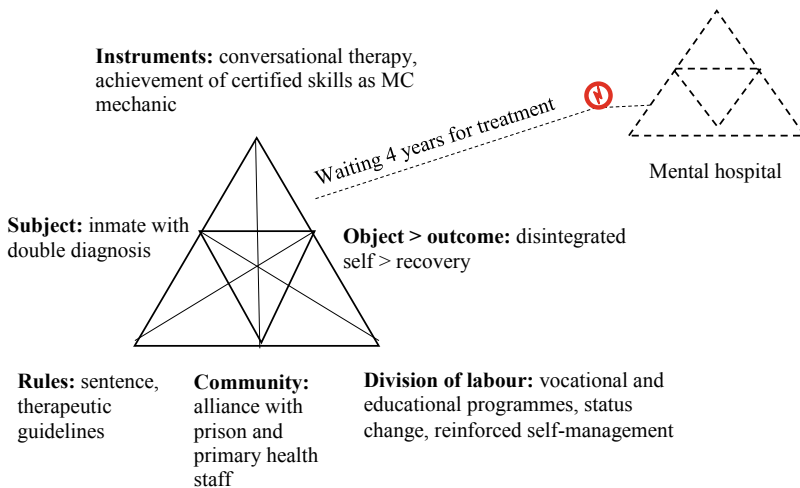 Instruments: conversational therapy,
achievement of certified skills as MC
mechanic
Waiting 4 years for treatment
Mental hospital
Subject: inmate with
double diagnosis
Object > outcome: disintegrated
self > recovery
Rules: sentence,
therapeutic
guidelines
Community:
alliance with
prison and
primary health
staff
Division of labour: vocational and
educational programmes, status
change, reinforced self-management